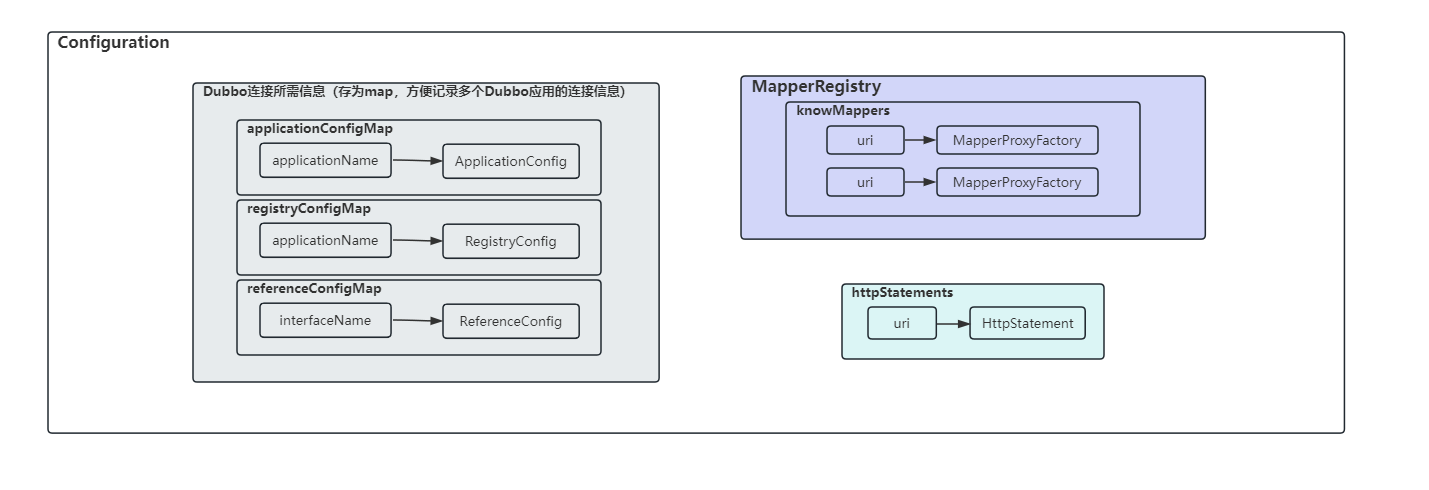 Configuration
Dubbo连接所需信息（存为map，方便记录多个Dubbo应用的连接信息）
applicationConfigMap
applicationName
ApplicationConfig
registryConfigMap
applicationName
RegistryConfig
referenceConfigMap
interfaceName
ReferenceConfig
MapperRegistry
knowMappers
uri
MapperProxyFactory
uri
MapperProxyFactory
httpStatements
uri
HttpStatement